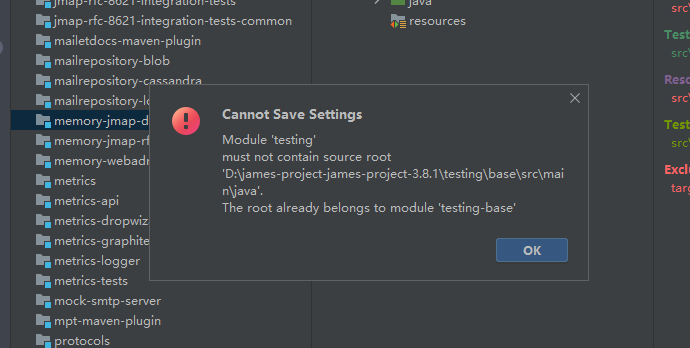 jmap-rfc-8621-integration-tests
jmap-rfc-8621-integration-tests-common
mailetdocs-maven-plugin
mailrepository-blob
mailrepository-cassandra
mailrepository-lo
memory-jmap-d
memory-jmap-rf
memory-webadn
metrics
metrics-api
metrics-dropwiza
metrics-graphite
metrics-logger
metrics-tests
mock-smtp-server
mpt-maven-plugin
protocols
java
resources
Cannot Save Settings
Module 'testing'
must not contain source root
'D:\james-project-james-project-3.8.1\testing\base\src\mai
n\java'.
The root already belongs to module 'testing-base'
OK
src\
Test
src\
Reso
src\
Test
src\
Exclu
targ